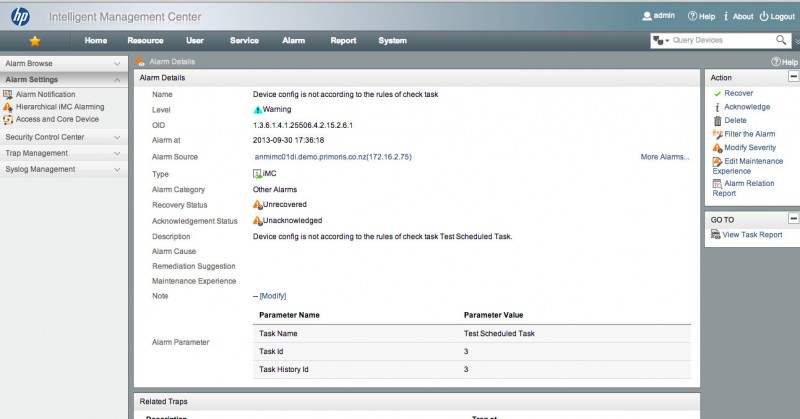 hp Intelligent Management Center
admin Help About Logout
Home Resource User Service Alarm Report System
Query Devices
Alarm Browse
Alarm Settings
Alarm Notification
Hierarchical iMC Alarming
Access and Core Device
Security Control Center
Trap Management
Syslog Management
Alarm Details
Help
Alarm Details
Name Device config is not according to the rules of check task
Level Warning
OID 1.3.6.1.4.1.25506.4.2.15.2.6.1
Alarm at 2013-09-30 17:36:18
Alarm Source anmimc01di.demo.primoris.co.nz(172.16.2.75) More Alarms...
Type iMC
Alarm Category Other Alarms
Recovery Status Unrecovered
Acknowledgement Status Unacknowledged
Description Device config is not according to the rules of check task Test Scheduled Task.
Alarm Cause
Remediation Suggestion
Maintenance Experience
Note -- [Modify]
Alarm Parameter
Parameter Name Parameter Value
Task Name Test Scheduled Task
Task Id 3
Task History Id 3
Related Traps
Description Trap at
Action
Recover
Acknowledge
Delete
Filter the Alarm
Modify Severity
Edit Maintenance
Experience
Alarm Relation
Report
GO TO
View Task Report